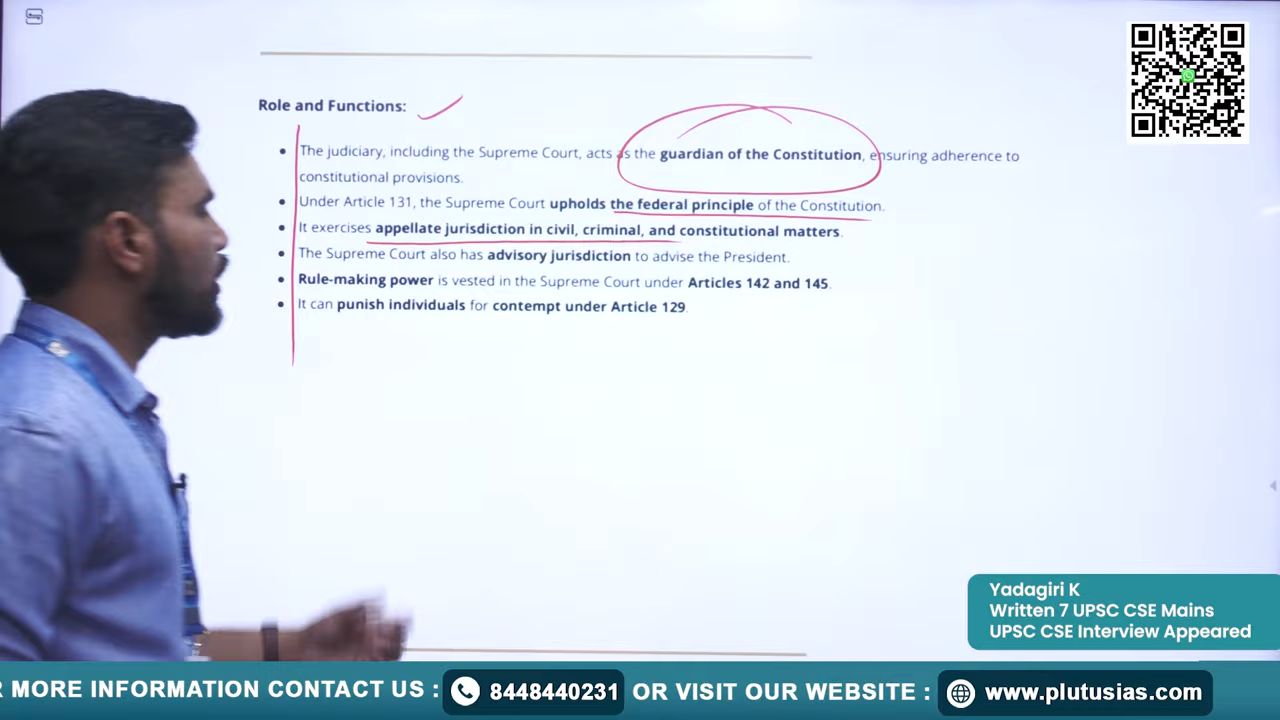 Role and Functions:
• The judiciary, including the Supreme Court, acts as the guardian of the Constitution, ensuring adherence to
constitutional provisions.
• Under Article 131, the Supreme Court upholds the federal principle of the Constitution.
• It exercises appellate jurisdiction in civil, criminal, and constitutional matters.
• The Supreme Court also has advisory jurisdiction to advise the President.
• Rule-making power is vested in the Supreme Court under Articles 142 and 145.
• It can punish individuals for contempt under Article 129.
Yadagiri K
Written 7 UPSC CSE Mains
UPSC CSE Interview Appeared
R MORE INFORMATION CONTACT US : 8448440231 OR VISIT OUR WEBSITE : www.plutusias.com